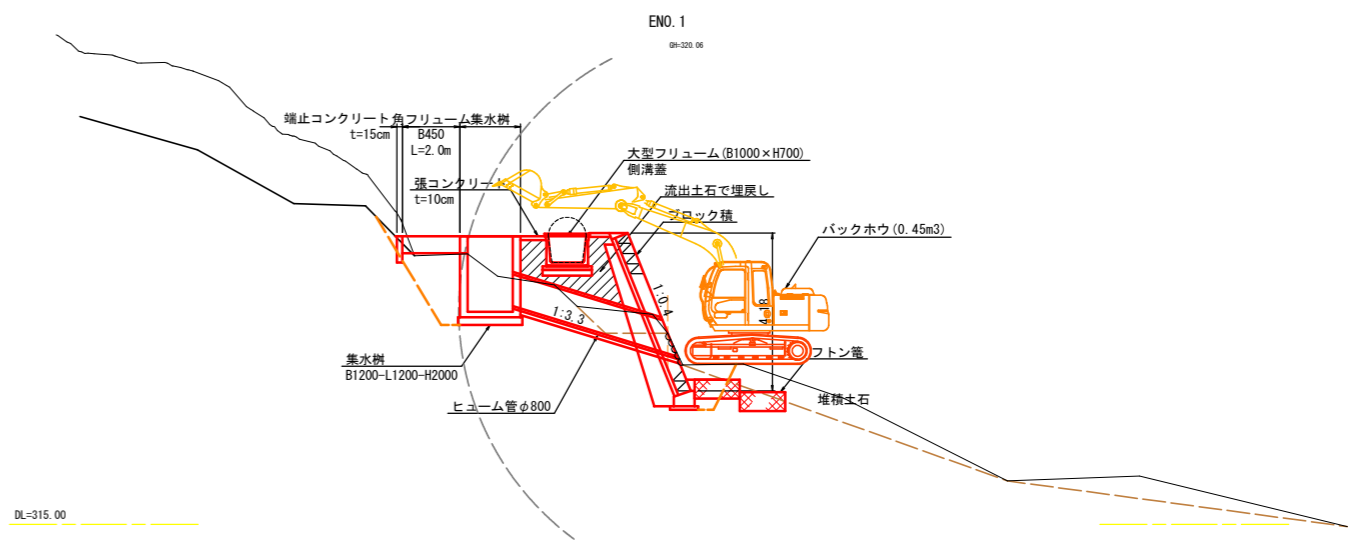 ENO. 1
GH=320.06
端止コンクリート
t=15cm
角フリューム
B450
L=2.0m
集水桝
大型フリューム(B1000×H700)
側溝蓋
張コンクリート
t=10cm
流出土石で埋戻し
ブロック積
バックホウ(0.45m3)
1:0.4
4.18
1:3.3
集水桝
B1200-L1200-H2000
フトン篭
ヒューム管φ800
堆積土石
DL=315.00